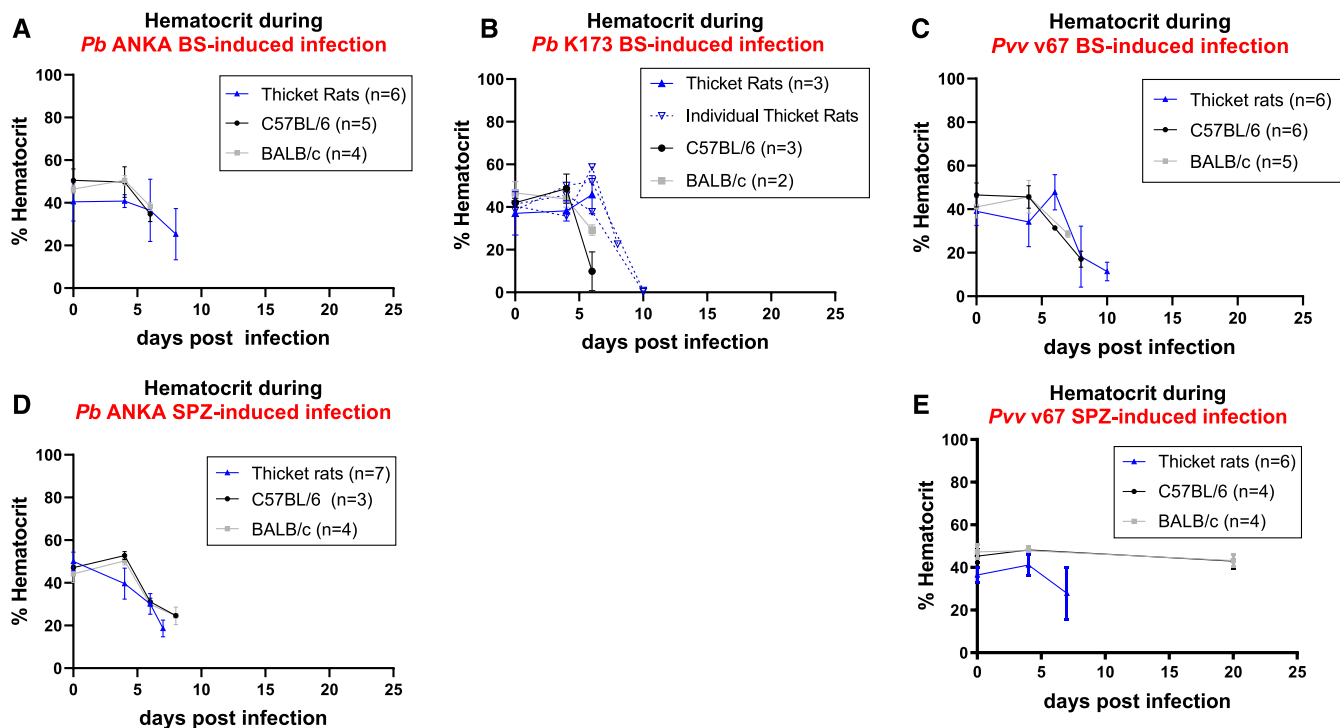 A
Hematocrit during
Pb ANKA BS-induced infection
% Hematocrit
100
80
60
40
20
0
0 5 10 15 20 25
days post infection
Thicket Rats (n=6)
C57BL/6 (n=5)
BALB/c (n=4)
B
Hematocrit during
Pb K173 BS-induced infection
% Hematocrit
100
80
60
40
20
0
0 5 10 15 20 25
days post infection
Thicket Rats (n=3)
Individual Thicket Rats
C57BL/6 (n=3)
BALB/c (n=2)
C
Hematocrit during
Pvv v67 BS-induced infection
% Hematocrit
100
80
60
40
20
0
0 5 10 15 20 25
days post infection
Thicket rats (n=6)
C57BL/6 (n=6)
BALB/c (n=5)
D
Hematocrit during
Pb ANKA SPZ-induced infection
% Hematocrit
100
80
60
40
20
0
0 5 10 15 20 25
days post infection
Thicket rats (n=7)
C57BL/6 (n=3)
BALB/c (n=4)
E
Hematocrit during
Pvv v67 SPZ-induced infection
% Hematocrit
100
80
60
40
20
0
0 5 10 15 20 25
days post infection
Thicket rats (n=6)
C57BL/6 (n=4)
BALB/c (n=4)